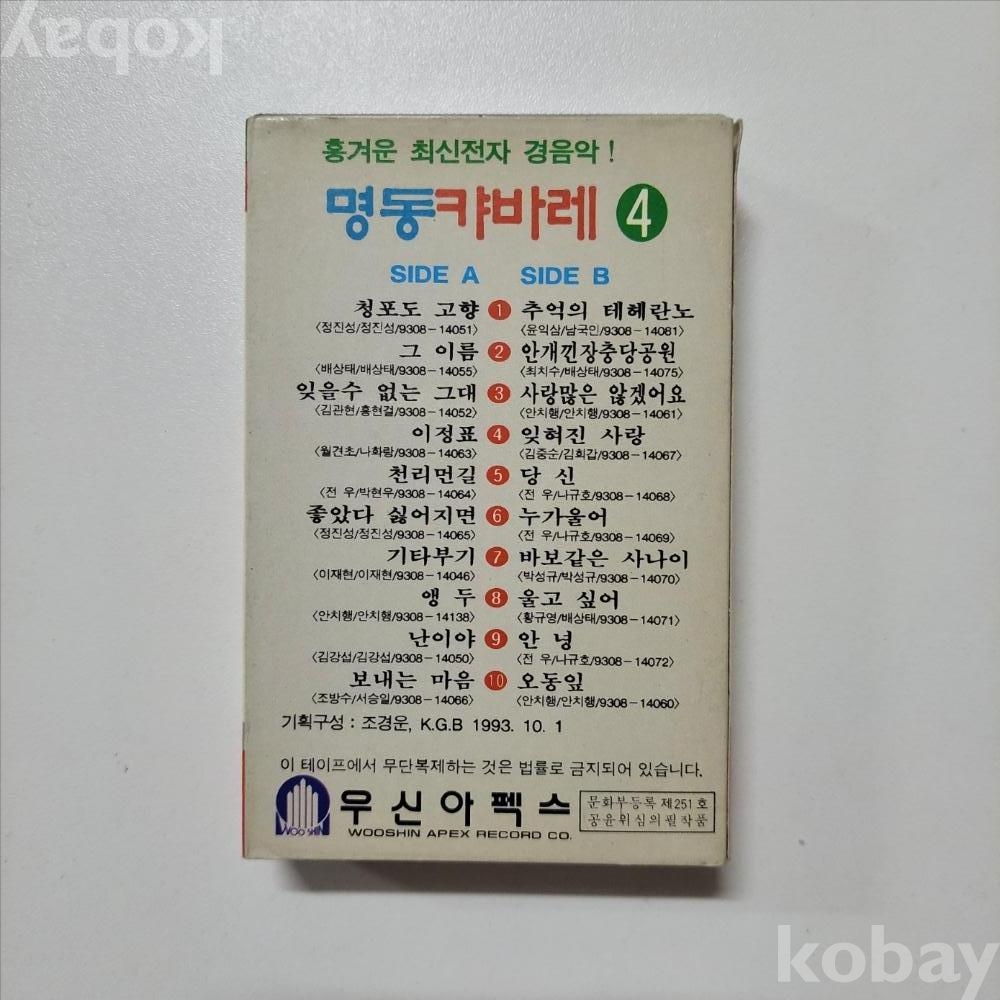 kobay
흥겨운 최신전자 경음악 !
명동캬바레 4
SIDE A SIDE B
청포도 고향 1 추억의 테헤란노
<정진성/정진성/9308-14051> <윤익삼/남국인/9308-14081>
그 이름 2 안개낀장충당공원
<배상태/배상태/9308-14055> <최치수/배상태/9308-14075>
잊을수 없는 그대 3 사랑많은 않겠어요
<김관현/홍현걸/9308-14052> <안치행/안치행/9308-14061>
이정표 4 잊혀진 사랑
<월견초/나화랑/9308-14063> <김중순/김희갑/9308-14067>
천리먼길 5 당 신
<전 우/박현우/9308-14064> <전 우/나규호/9308-14068>
좋았다 싫어지면 6 누가울어
<정진성/정진성/9308-14065> <전 우/나규호/9308-14069>
기타부기 7 바보같은 사나이
<이재현/이재현/9308-14046> <박성규/박성규/9308-14070>
앵 두 8 울고 싶어
<안치행/안치행/9308-14138> <황규영/배상태/9308-14071>
난이야 9 안 녕
<김강섭/김강섭/9308-14050> <전 우/나규호/9308-14072>
보내는 마음 10 오동잎
<조방수/서승일/9308-14066> <안치행/안치행/9308-14060>
기획구성 : 조경운, K.G.B 1993. 10. 1
이 테이프에서 무단복제하는 것은 법률로 금지되어 있습니다.
WOO SHIN
우신아펙스
WOOSHIN APEX RECORD CO.
문화부등록 제251호
공윤위심의필작품
kobay